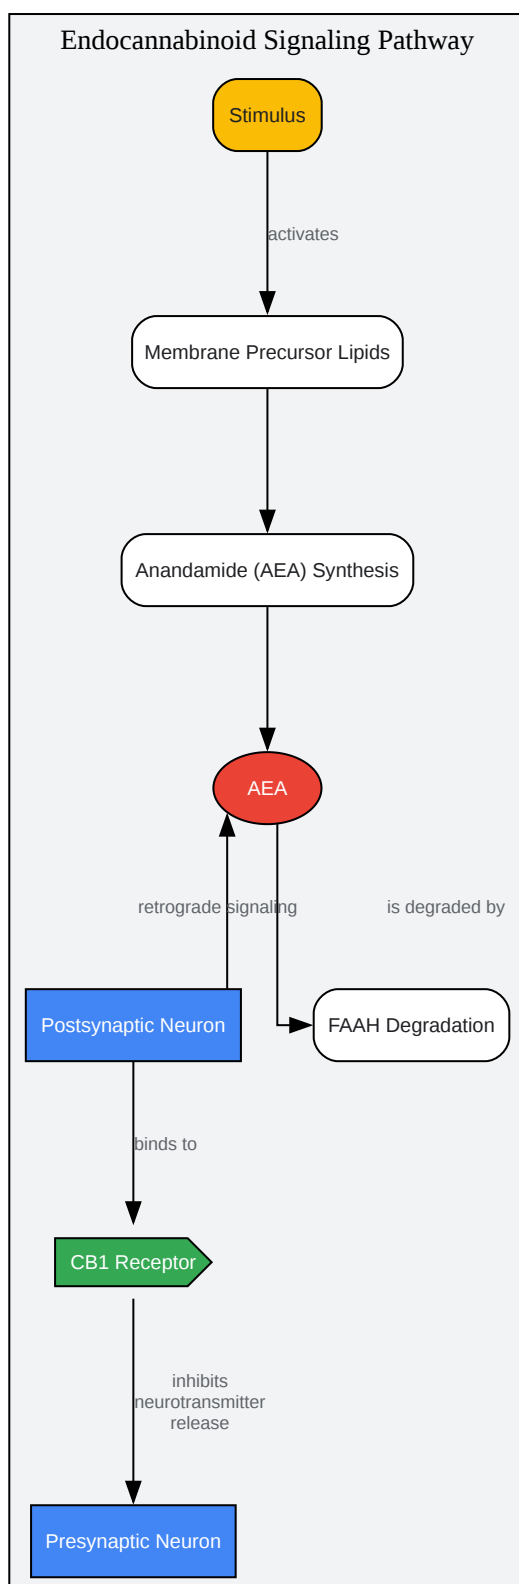 Endocannabinoid Signaling Pathway
Stimulus
activates
Membrane Precursor Lipids
Anandamide (AEA) Synthesis
AEA
retrograde signaling
is degraded by
Postsynaptic Neuron
FAAH Degradation
binds to
CB1 Receptor
inhibits
neurotransmitter
release
Presynaptic Neuron